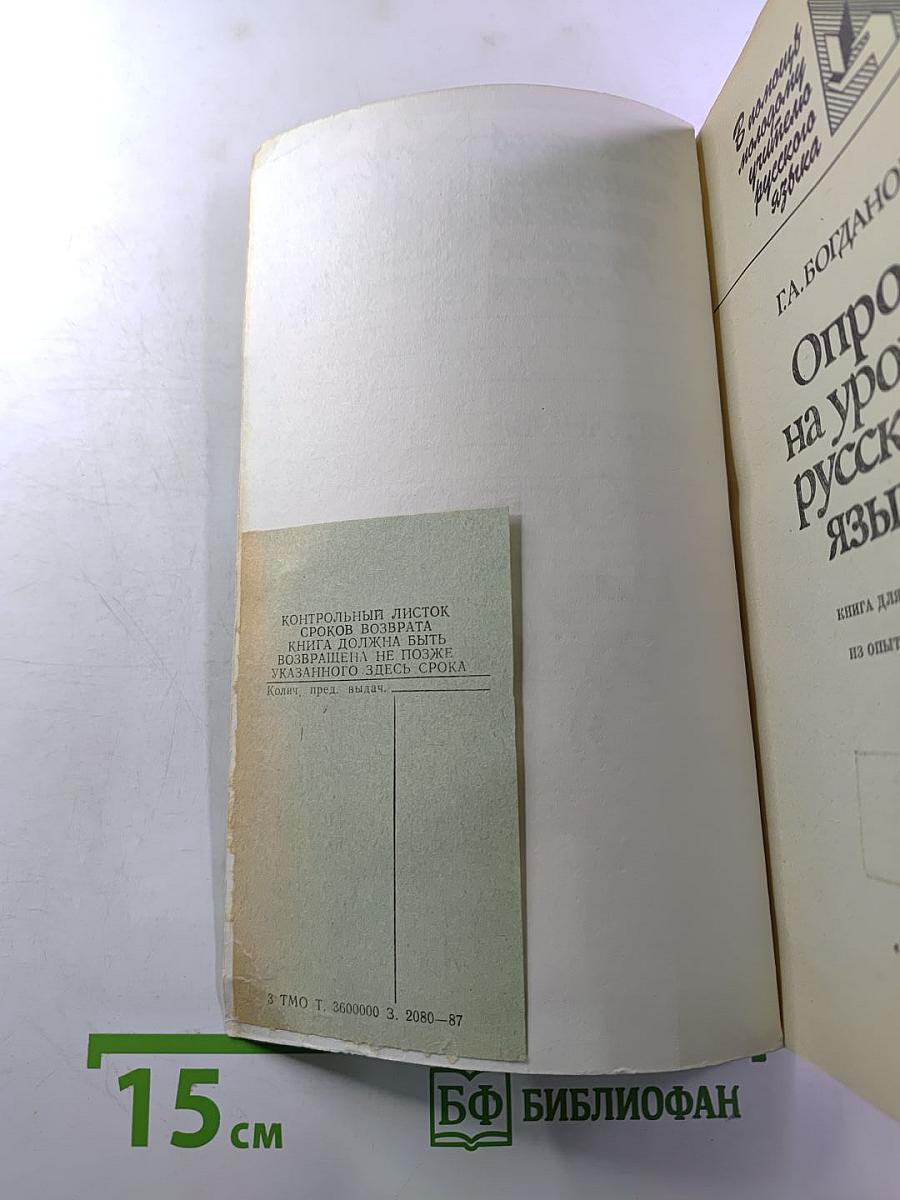 КОНТРОЛЬНЫЙ ЛИСТОК
СРОКОВ ВОЗВРАТА
КНИГА ДОЛЖНА БЫТЬ
ВОЗВРАЩЕНА НЕ ПОЗЖЕ
УКАЗАННОГО ЗДЕСЬ СРОКА
Колич. пред. выдач.
3 ТМО Т. 3600000 З. 2080—87
В помощь
молодому
учителю
русского
языка
Г.А.БОГДАНО
Опро
на уро
русск
язы
КНИГА ДЛЯ
ИЗ ОПЫТ
15 см
БФ БИБЛИОФАН